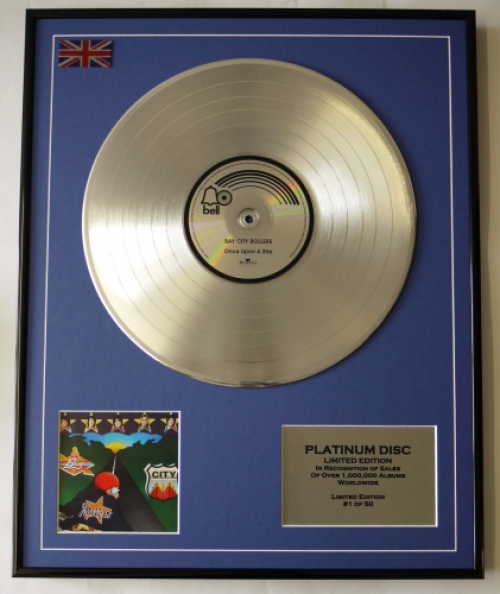 bell
BAY CITY ROLLERS
Once Upon A Star
CITY
PLATINUM DISC
LIMITED EDITION
IN RECOGNITION OF SALES
OF OVER 1,000,000 ALBUMS
WORLDWIDE
LIMITED EDITION
#1 OF 50